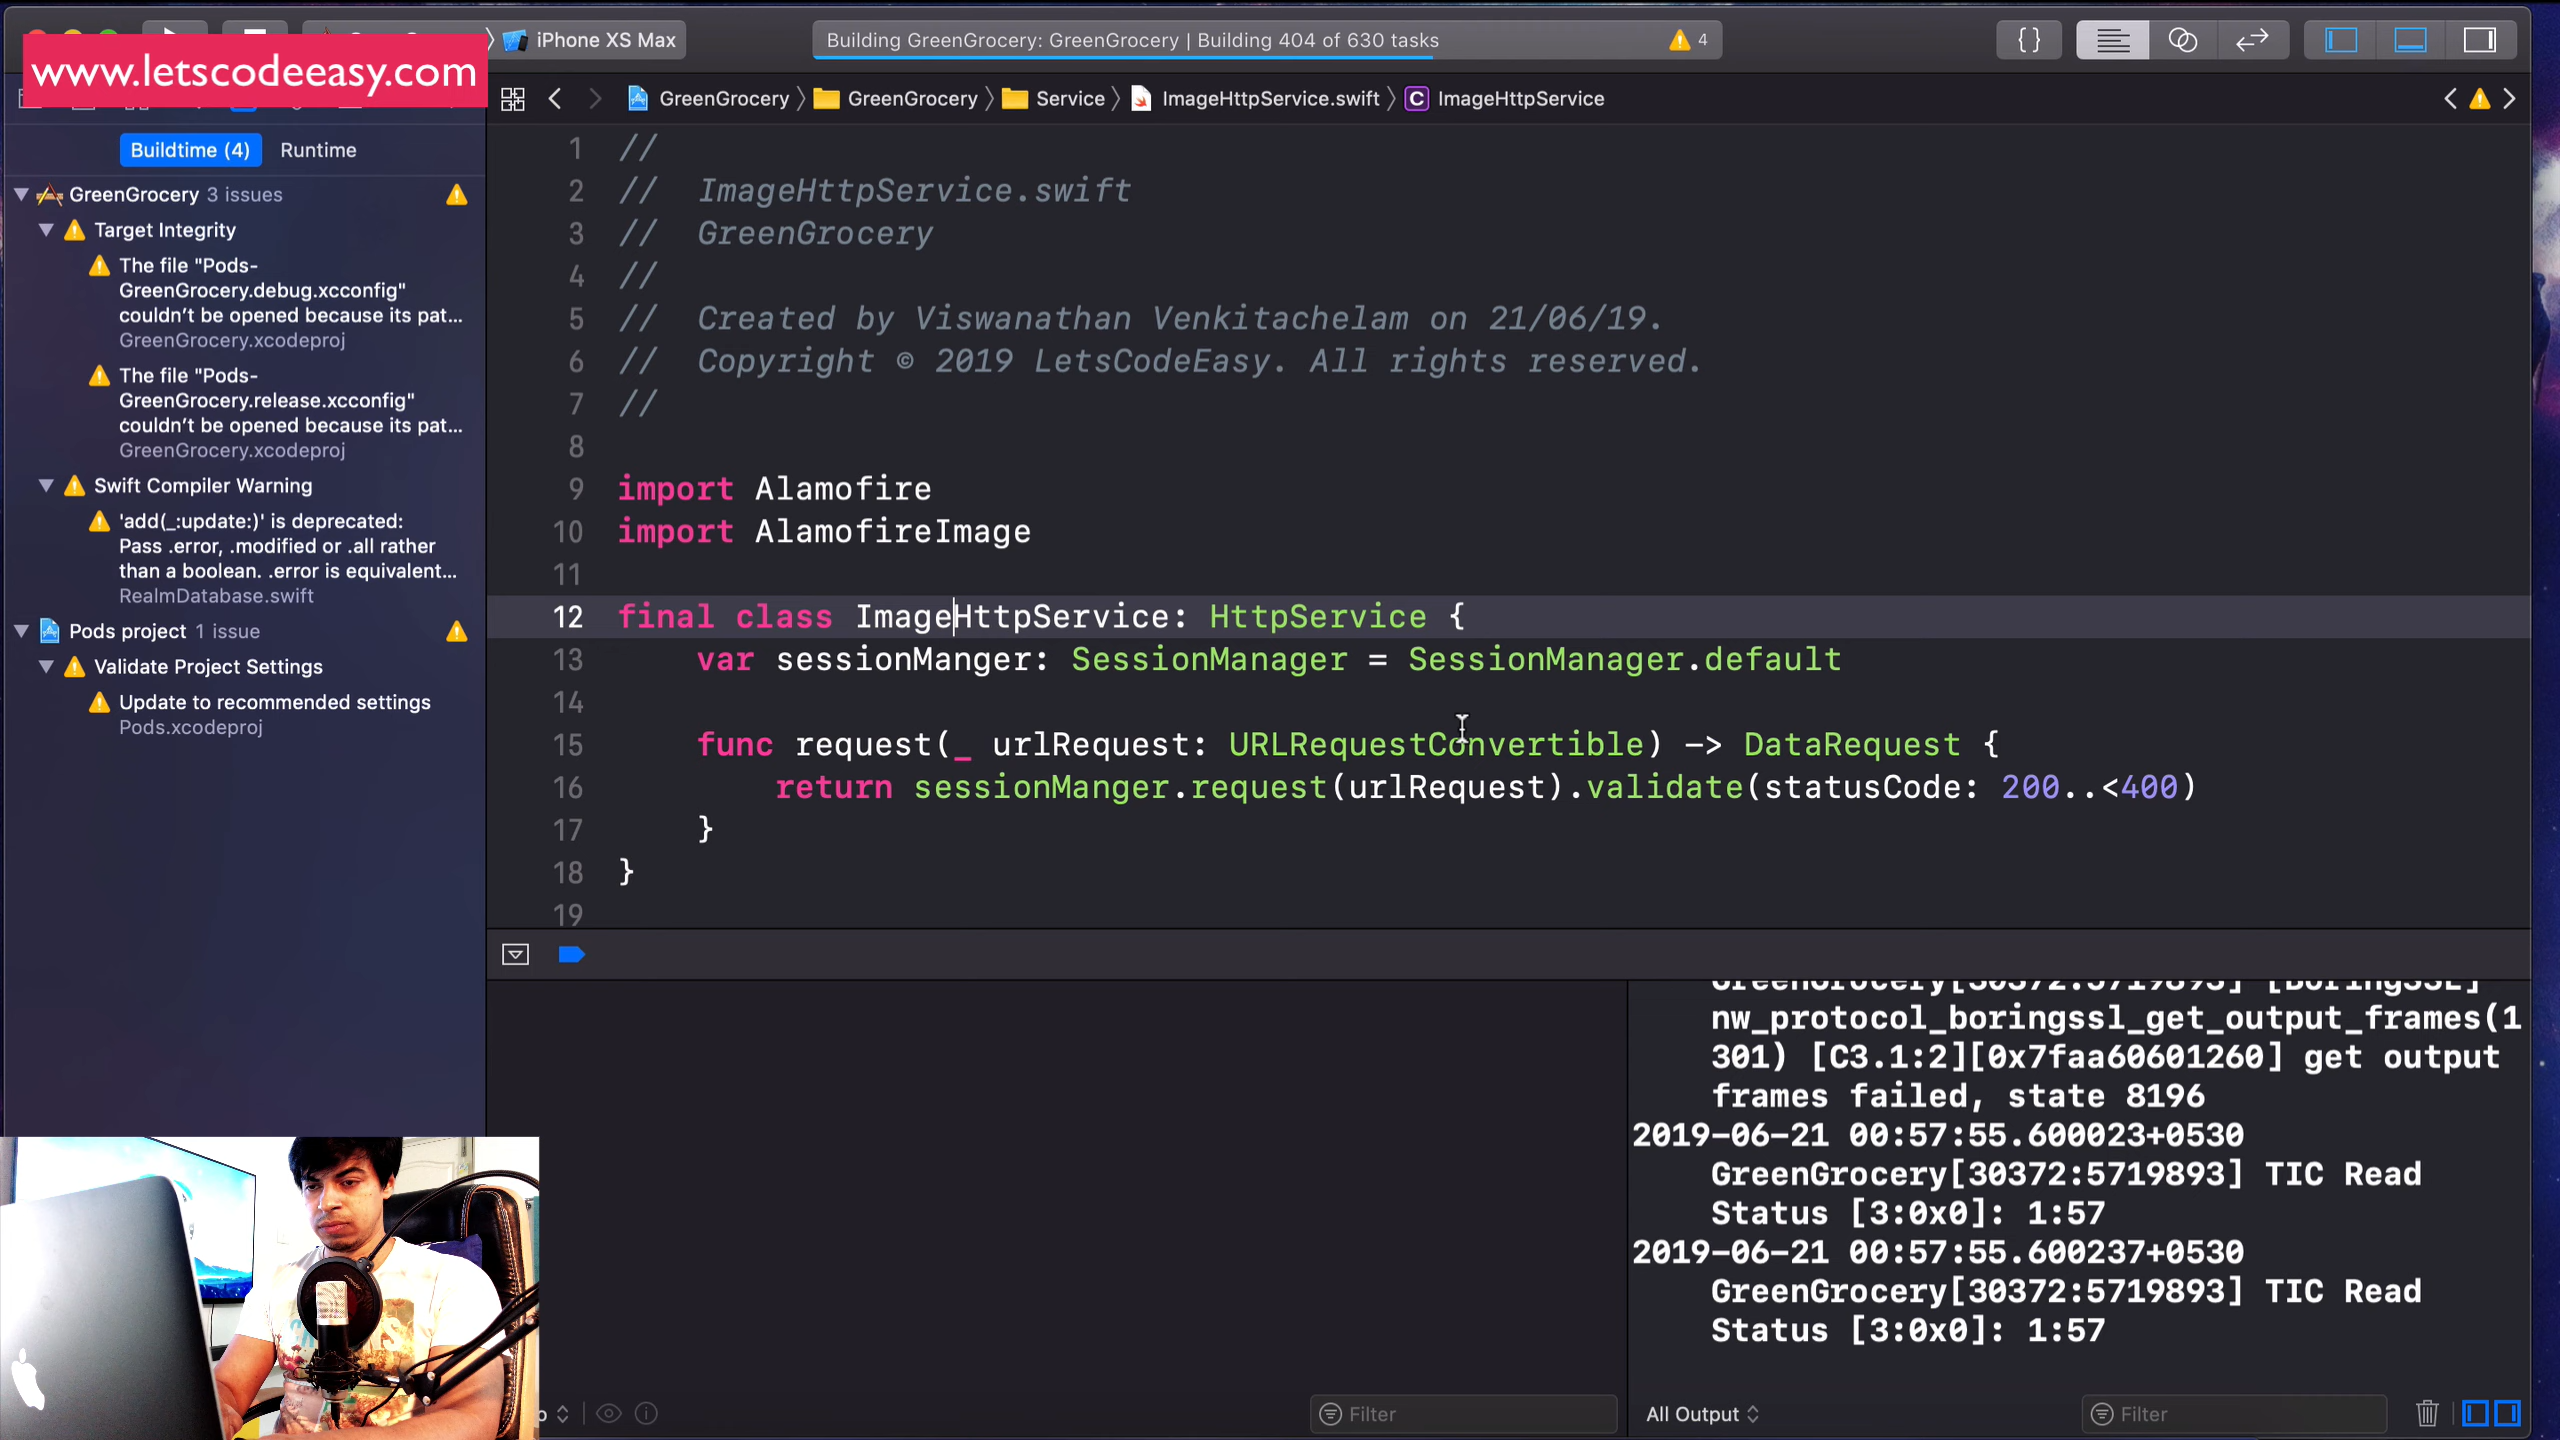 iPhone XS Max
Building GreenGrocery: GreenGrocery | Building 404 of 630 tasks
4
www.letscodeeasy.com
GreenGrocery
GreenGrocery
Service
ImageHttpService.swift
C
ImageHttpService
Buildtime (4)
Runtime
GreenGrocery 3 issues
Target Integrity
The file "Pods-
GreenGrocery.debug.xcconfig"
couldn't be opened because its pat...
GreenGrocery.xcodeproj
The file "Pods-
GreenGrocery.release.xcconfig"
couldn't be opened because its pat...
GreenGrocery.xcodeproj
Swift Compiler Warning
'add(_:update:)' is deprecated:
Pass .error, .modified or .all rather
than a boolean. .error is equivalent...
RealmDatabase.swift
Pods project 1 issue
Validate Project Settings
Update to recommended settings
Pods.xcodeproj
1 //
2 //  ImageHttpService.swift
3 //  GreenGrocery
4 //
5 //  Created by Viswanathan Venkitachelam on 21/06/19.
6 //  Copyright © 2019 LetsCodeEasy. All rights reserved.
7 //
8
9 import Alamofire
10 import AlamofireImage
11
12 final class ImageHttpService: HttpService {
13     var sessionManger: SessionManager = SessionManager.default
14
15     func request(_ urlRequest: URLRequestConvertible) -> DataRequest {
16         return sessionManger.request(urlRequest).validate(statusCode: 200..<400)
17     }
18 }
19
GreenGrocery[30372:5719893] [BoringSSL]
nw_protocol_boringssl_get_output_frames(1
301) [C3.1:2][0x7faa60601260] get output
frames failed, state 8196
2019-06-21 00:57:55.600023+0530
GreenGrocery[30372:5719893] TIC Read
Status [3:0x0]: 1:57
2019-06-21 00:57:55.600237+0530
GreenGrocery[30372:5719893] TIC Read
Status [3:0x0]: 1:57
Filter
All Output
Filter